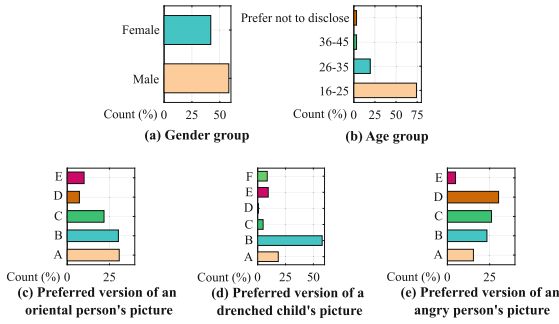 Female
Male
Count (%) 0 25 50
(a) Gender group
Prefer not to disclose
36-45
26-35
16-25
Count (%) 0 25 50 75
(b) Age group
E
D
C
B
A
Count (%) 0 25
(c) Preferred version of an
oriental person's picture
F
E
D
C
B
A
Count (%) 0 25 50
(d) Preferred version of a
drenched child's picture
E
D
C
B
A
Count (%) 0 25
(e) Preferred version of an
angry person's picture